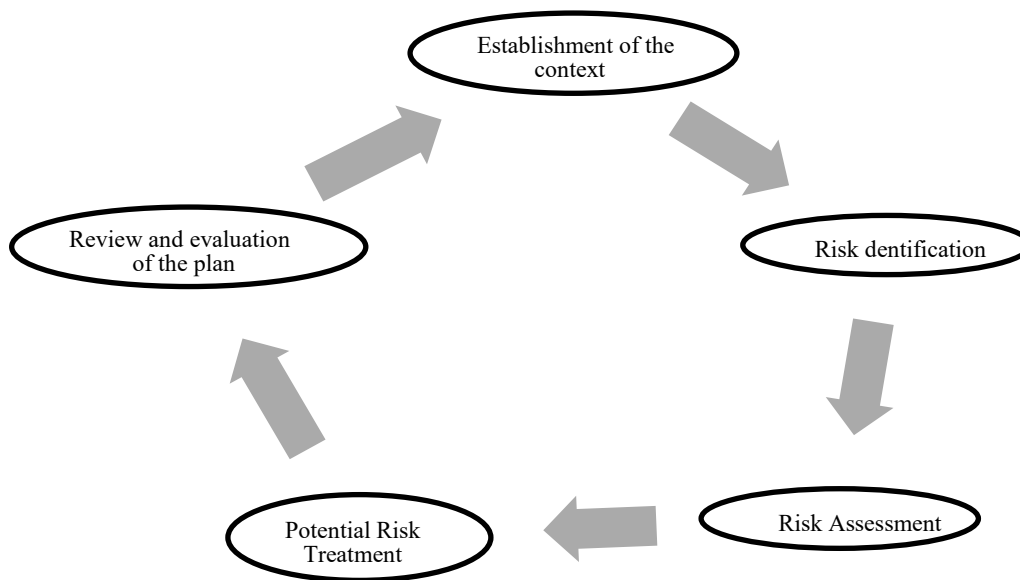 Establishment of the
context
Risk dentification
Risk Assessment
Potential Risk
Treatment
Review and evaluation
of the plan